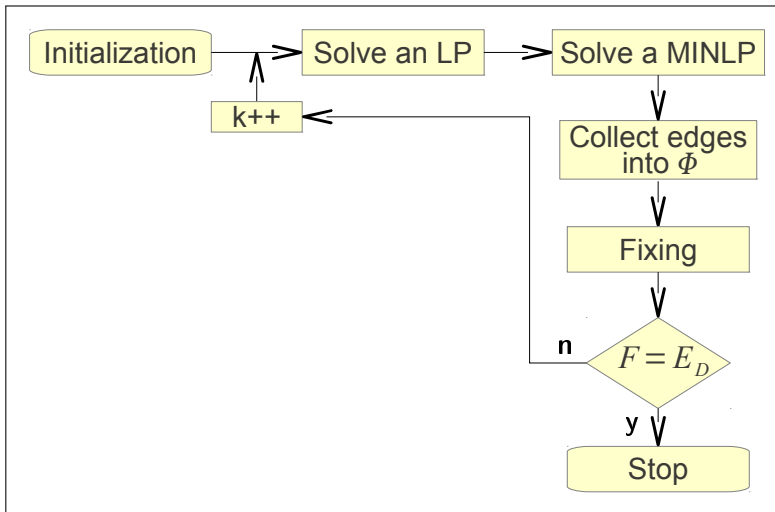 Initialization
Solve an LP
Solve a MINLP
k++
Collect edges
into Φ
Fixing
n
F = E_D
y
Stop